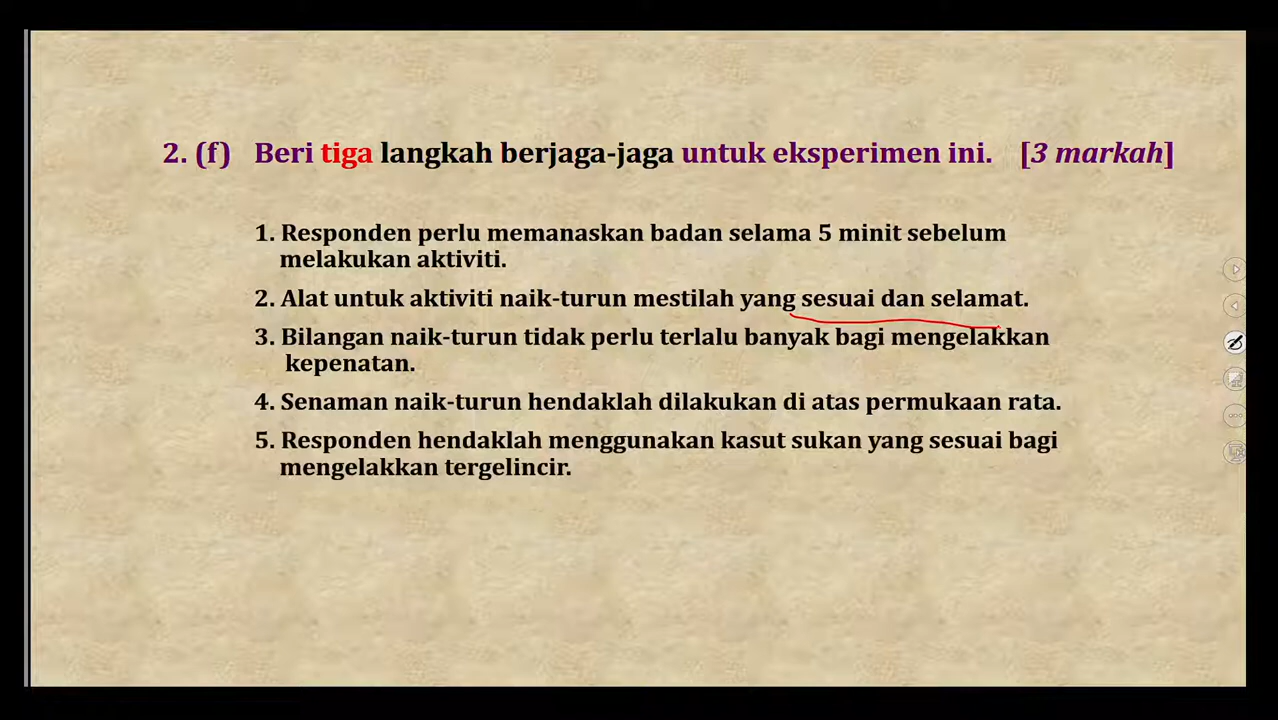 2. (f) Beri tiga langkah berjaga-jaga untuk eksperimen ini. [3 markah]
1. Responden perlu memanaskan badan selama 5 minit sebelum
melakukan aktiviti.
2. Alat untuk aktiviti naik-turun mestilah yang sesuai dan selamat.
3. Bilangan naik-turun tidak perlu terlalu banyak bagi mengelakkan
kepenatan.
4. Senaman naik-turun hendaklah dilakukan di atas permukaan rata.
5. Responden hendaklah menggunakan kasut sukan yang sesuai bagi
mengelakkan tergelincir.